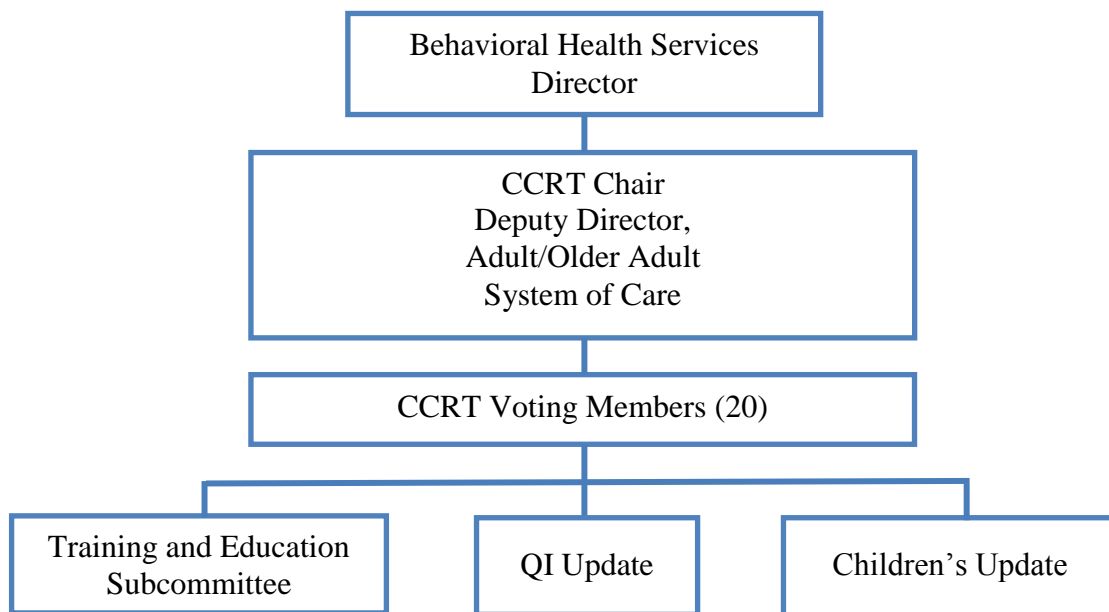 Behavioral Health Services
Director
CCRT Chair
Deputy Director,
Adult/Older Adult
System of Care
CCRT Voting Members (20)
Training and Education
Subcommittee
QI Update
Children’s Update